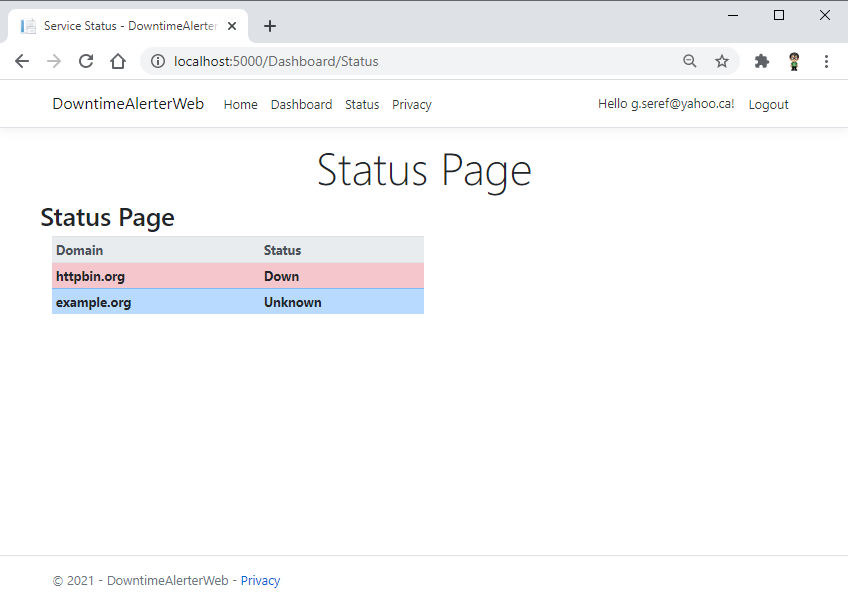 Service Status - DowntimeAlerter
localhost:5000/Dashboard/Status
DowntimeAlerterWeb Home Dashboard Status Privacy Hello g.seref@yahoo.ca! Logout
Status Page
Status Page
Domain Status
httpbin.org Down
example.org Unknown
© 2021 - DowntimeAlerterWeb - Privacy